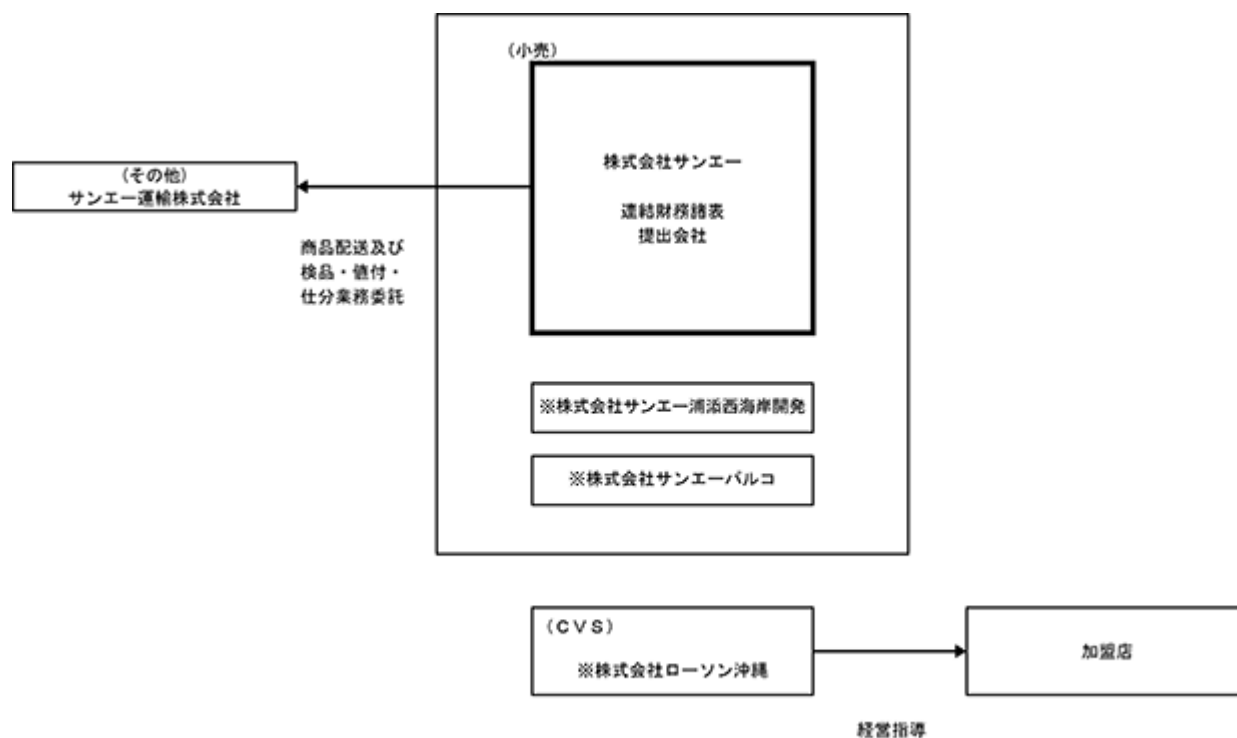 (小売)
株式会社サンエー
連結財務諸表
提出会社
(その他)
サンエー運輸株式会社
商品配送及び
検品・値付・
仕分業務委託
※株式会社サンエー浦添西海岸開発
※株式会社サンエーパルコ
(CVS)
※株式会社ローソン沖縄
加盟店
経営指導